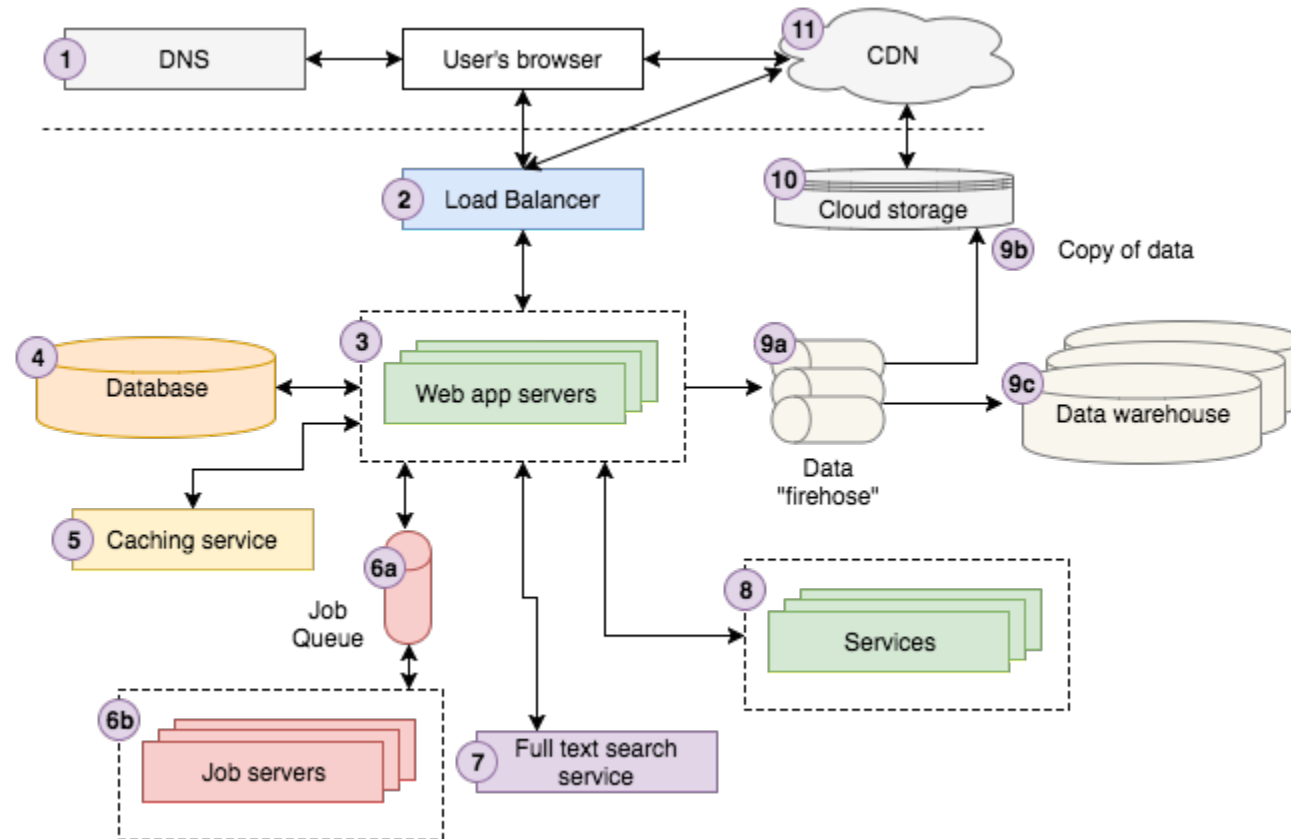 11
1
DNS
User's browser
CDN
2
Load Balancer
10
Cloud storage
9b
Copy of data
3
Web app servers
4
Database
9a
9c
Data warehouse
Data
"firehose"
5
Caching service
6a
Job
Queue
8
Services
6b
Job servers
7
Full text search
service